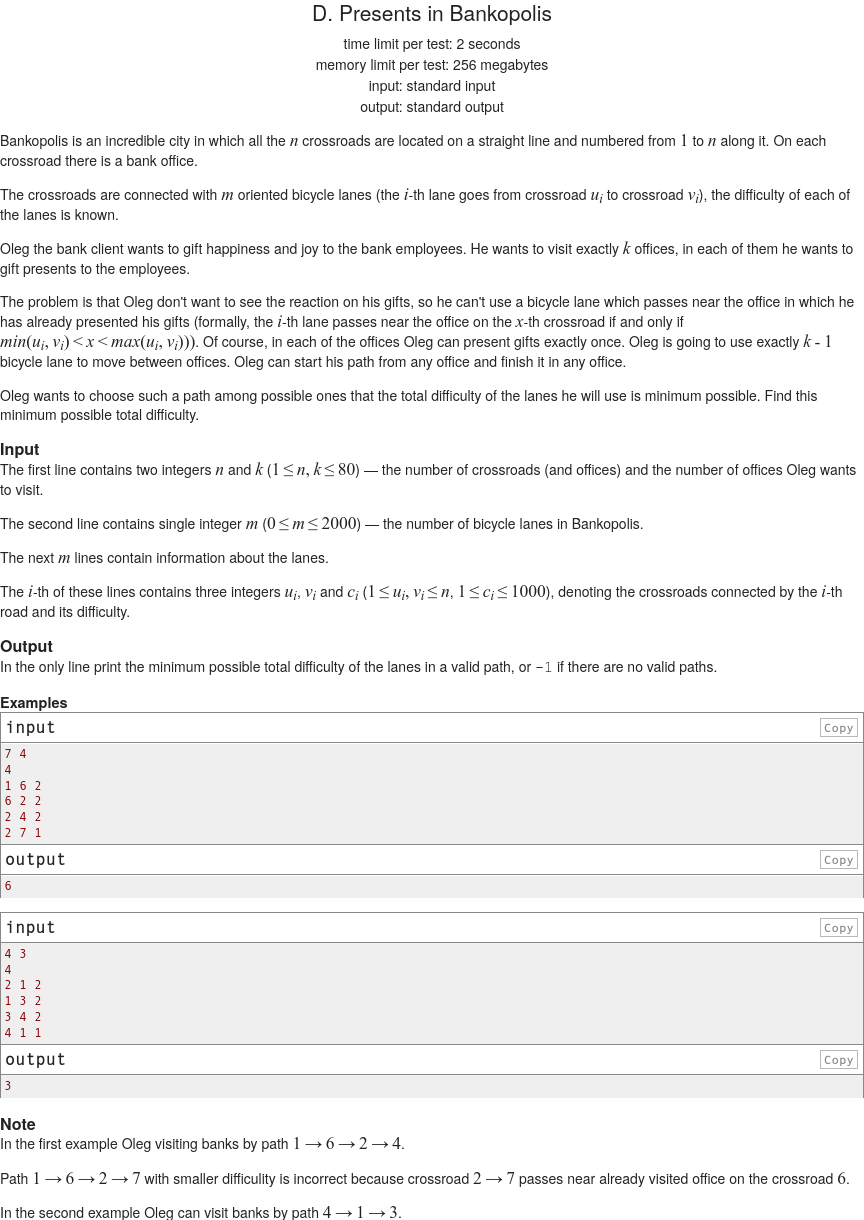 D. Presents in Bankopolis
time limit per test: 2 seconds
memory limit per test: 256 megabytes
input: standard input
output: standard output
Bankopolis is an incredible city in which all the n crossroads are located on a straight line and numbered from 1 to n along it. On each
crossroad there is a bank office.
The crossroads are connected with m oriented bicycle lanes (the i-th lane goes from crossroad u_i to crossroad v_i), the difficulty of each of
the lanes is known.
Oleg the bank client wants to gift happiness and joy to the bank employees. He wants to visit exactly k offices, in each of them he wants to
gift presents to the employees.
The problem is that Oleg don't want to see the reaction on his gifts, so he can't use a bicycle lane which passes near the office in which he
has already presented his gifts (formally, the i-th lane passes near the office on the x-th crossroad if and only if
min(u_i, v_i) < x < max(u_i, v_i))). Of course, in each of the offices Oleg can present gifts exactly once. Oleg is going to use exactly k - 1
bicycle lane to move between offices. Oleg can start his path from any office and finish it in any office.
Oleg wants to choose such a path among possible ones that the total difficulty of the lanes he will use is minimum possible. Find this
minimum possible total difficulty.
Input
The first line contains two integers n and k (1 ≤ n, k ≤ 80) — the number of crossroads (and offices) and the number of offices Oleg wants
to visit.
The second line contains single integer m (0 ≤ m ≤ 2000) — the number of bicycle lanes in Bankopolis.
The next m lines contain information about the lanes.
The i-th of these lines contains three integers u_i, v_i and c_i (1 ≤ u_i, v_i ≤ n, 1 ≤ c_i ≤ 1000), denoting the crossroads connected by the i-th
road and its difficulty.
Output
In the only line print the minimum possible total difficulty of the lanes in a valid path, or -1 if there are no valid paths.
Examples
input Copy
7 4
4
1 6 2
6 2 2
2 4 2
2 7 1
output Copy
6
input Copy
4 3
4
2 1 2
1 3 2
3 4 2
4 1 1
output Copy
3
Note
In the first example Oleg visiting banks by path 1 → 6 → 2 → 4.
Path 1 → 6 → 2 → 7 with smaller difficulity is incorrect because crossroad 2 → 7 passes near already visited office on the crossroad 6.
In the second example Oleg can visit banks by path 4 → 1 → 3.